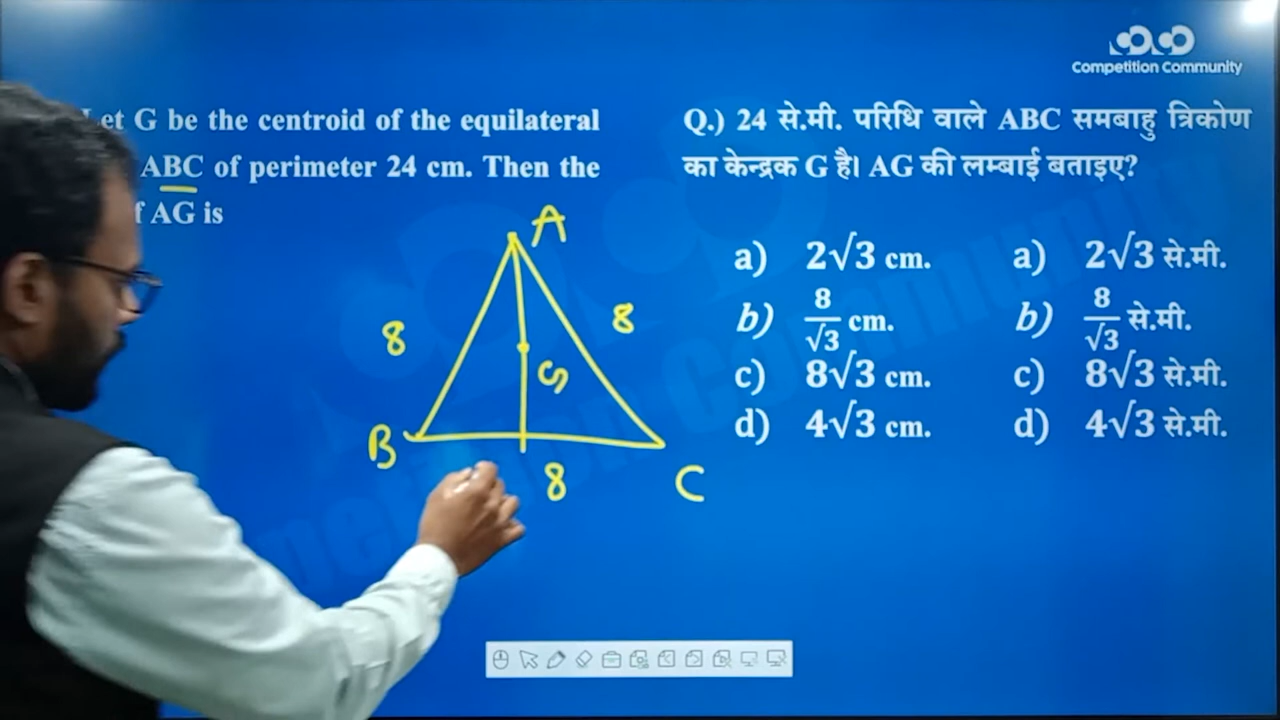 Competition Community
Let G be the centroid of the equilateral
ABC of perimeter 24 cm. Then the
AG is
Q.) 24 से.मी. परिधि वाले ABC समबाहु त्रिकोण
का केन्द्रक G है। AG की लम्बाई बताइए?
a) 2√3 cm. a) 2√3 से.मी.
b) 8/√3 cm. b) 8/√3 से.मी.
c) 8√3 cm. c) 8√3 से.मी.
d) 4√3 cm. d) 4√3 से.मी.
A
8 8
G
B
8 C